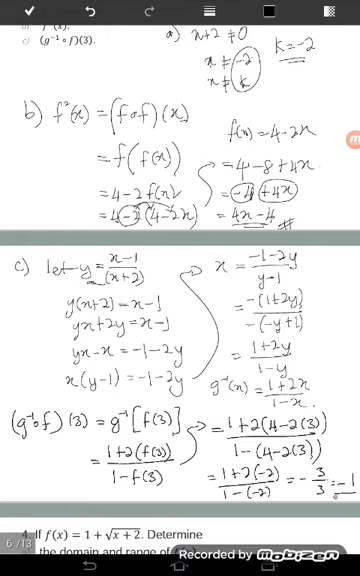 b) f²(x).
c) (g⁻¹ ∘ f)(3).
a) x+2 ≠ 0
x ≠ -2
x ≠ k
k = -2
b) f²(x) = (f∘f)(x)
= f(f(x))
= 4-2f(x)
= 4-2(4-2x)
f(x) = 4-2x
= 4-8+4x
= -4 +4x
= 4x-4 #
c) let y = x-1/(x+2)
y(x+2) = x-1
yx+2y = x-1
yx-x = -1-2y
x(y-1) = -1-2y
x = -1-2y/y-1
= -(1+2y)/-(-y+1)
= 1+2y/1-y
g⁻¹(x) = 1+2x/1-x.
(g⁻¹∘f)(3) = g⁻¹[f(3)]
= 1+2(f(3))/1-f(3)
= 1+2(4-2(3))/1-(4-2(3))
= 1+2(-2)/1-(-2) = -3/3 = -1
4. If f(x) = 1 + √x + 2. Determine
6/13
the domain and range of
Recorded by Mobizen